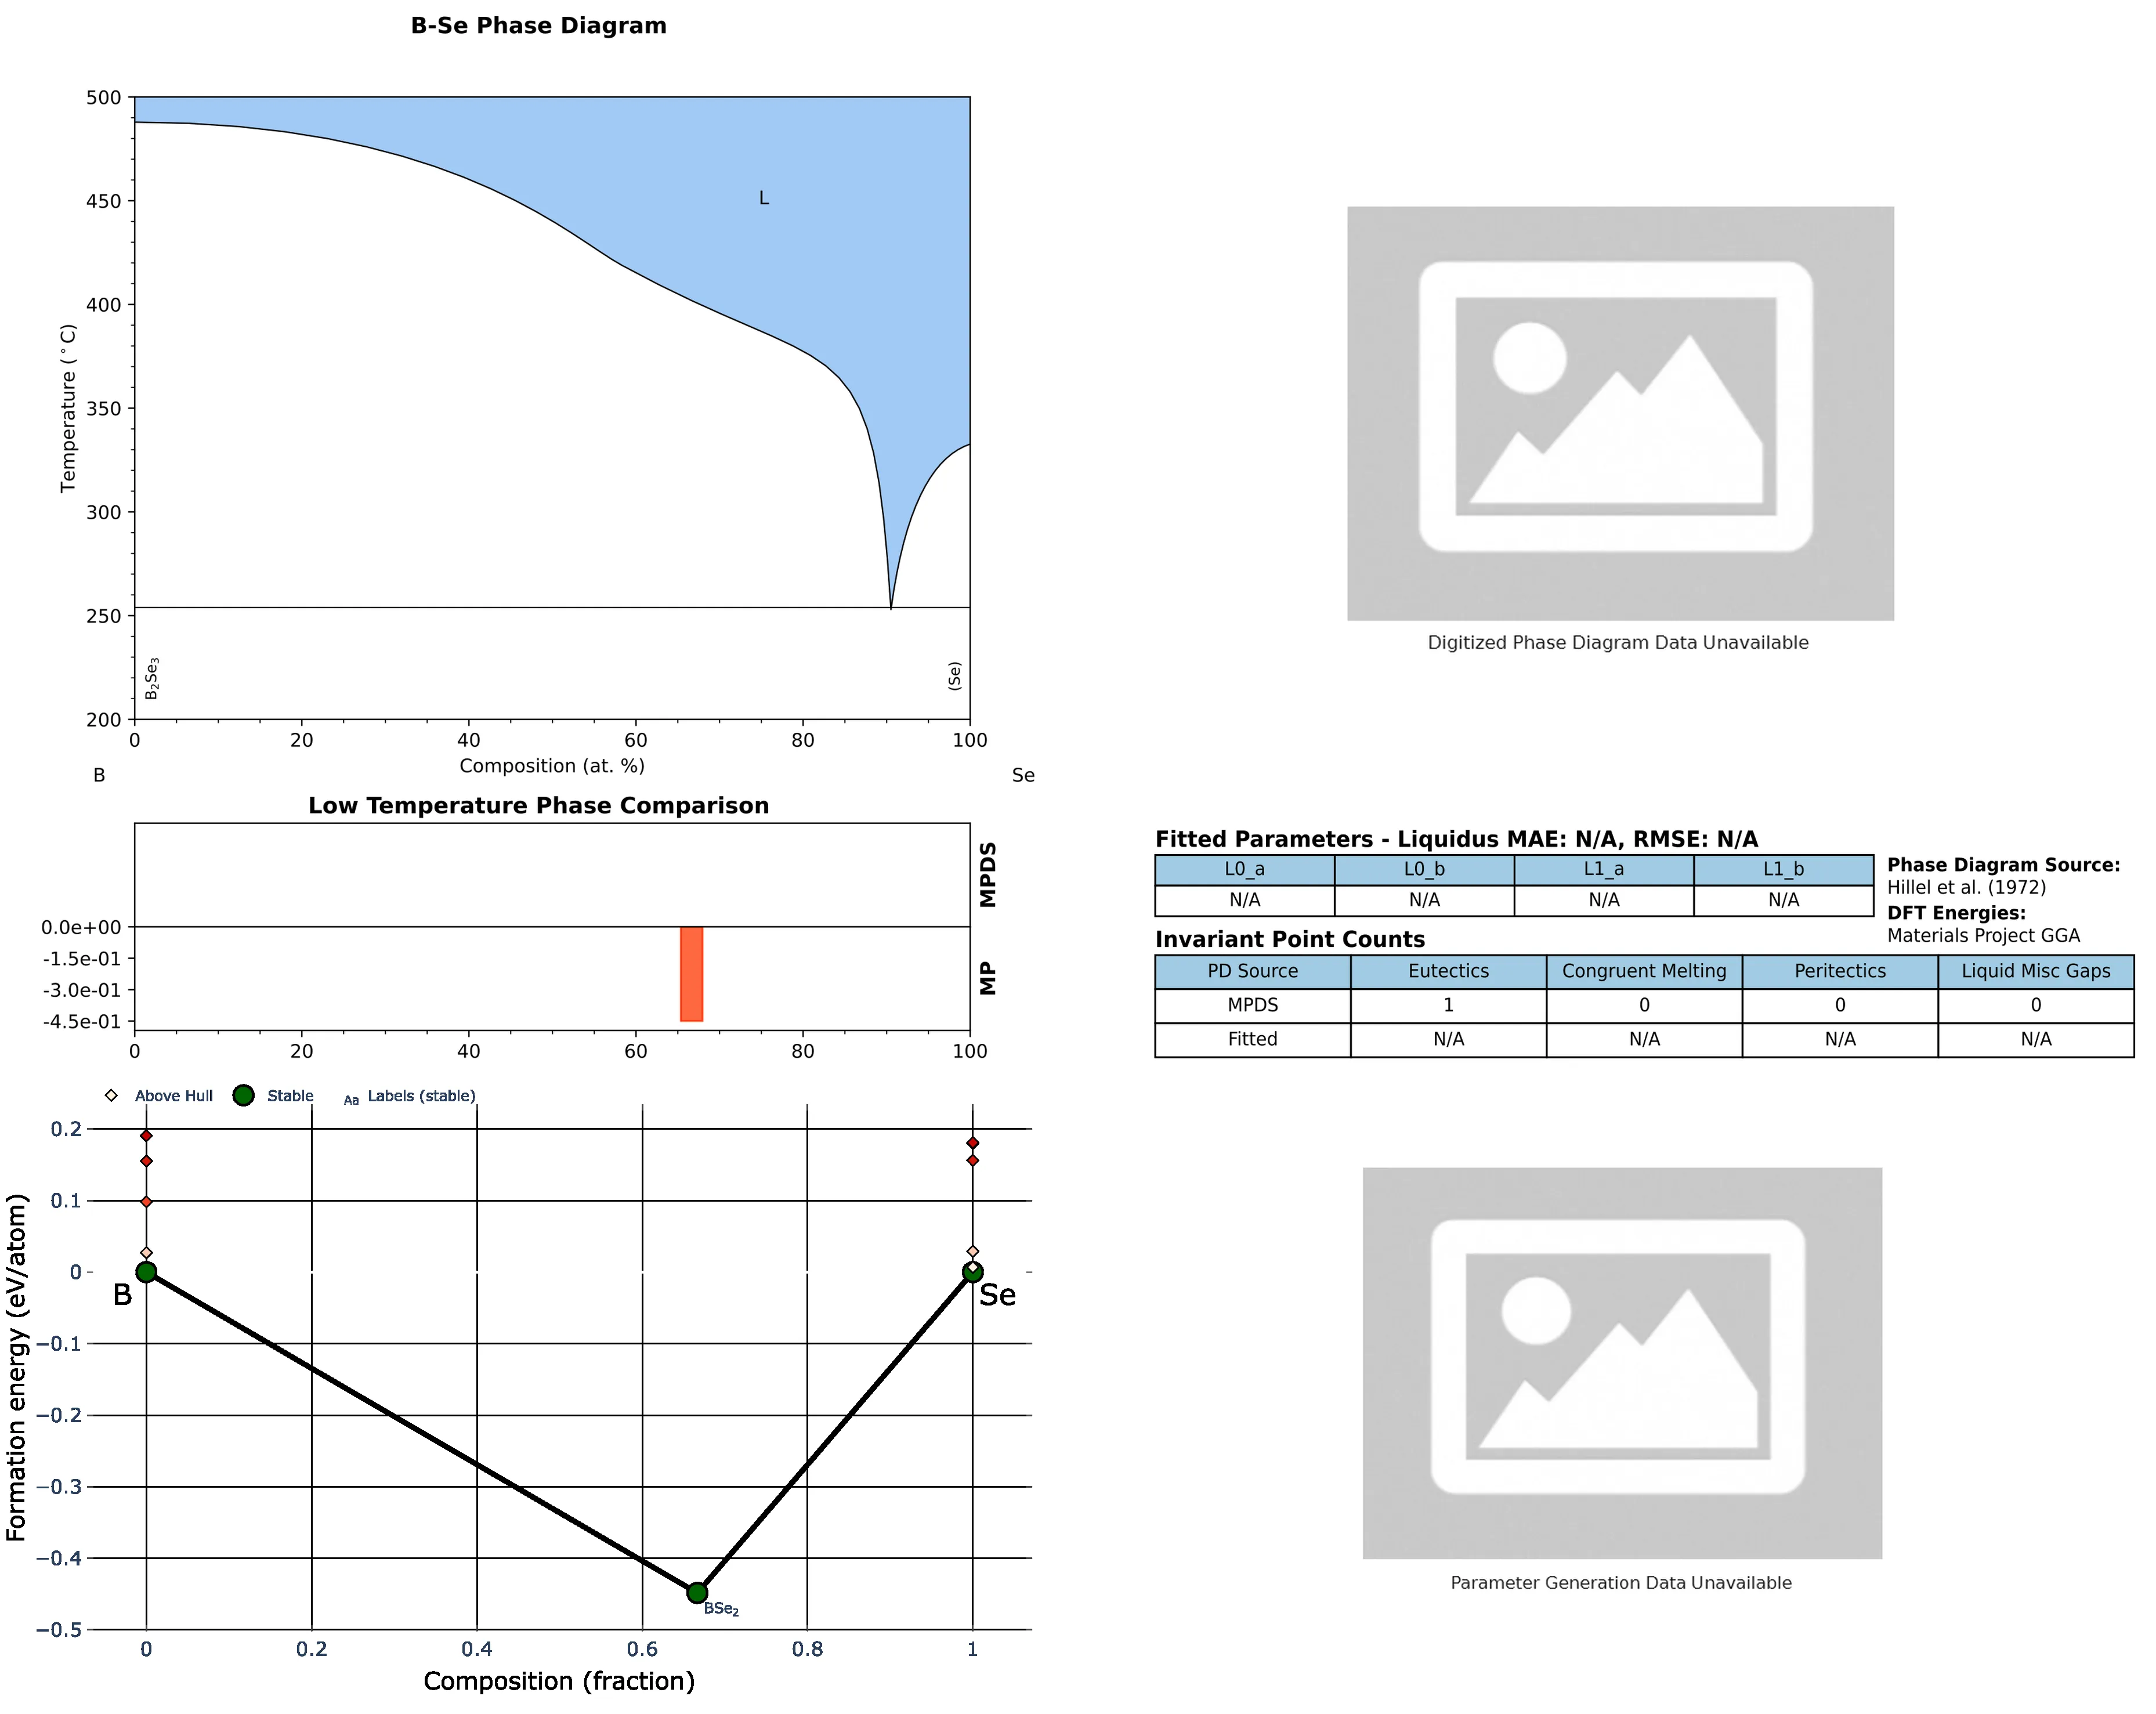 B-Se Phase Diagram
500
450
400
350
300
250
200
Temperature (°C)
L
B₂Se₃
(Se)
0 20 40 60 80 100
Composition (at. %)
B Se
Digitized Phase Diagram Data Unavailable
Low Temperature Phase Comparison
0.0e+00
-1.5e-01
-3.0e-01
-4.5e-01
MPDS
MP
0 20 40 60 80 100
Fitted Parameters - Liquidus MAE: N/A, RMSE: N/A
L0_a L0_b L1_a L1_b
N/A N/A N/A N/A
Phase Diagram Source:
Hillel et al. (1972)
DFT Energies:
Materials Project GGA
Invariant Point Counts
PD Source Eutectics Congruent Melting Peritectics Liquid Misc Gaps
MPDS 1 0 0 0
Fitted N/A N/A N/A N/A
Above Hull Stable Aa Labels (stable)
0.2
0.1
0
−0.1
−0.2
−0.3
−0.4
−0.5
Formation energy (eV/atom)
B
Se
BSe₂
0 0.2 0.4 0.6 0.8 1
Composition (fraction)
Parameter Generation Data Unavailable